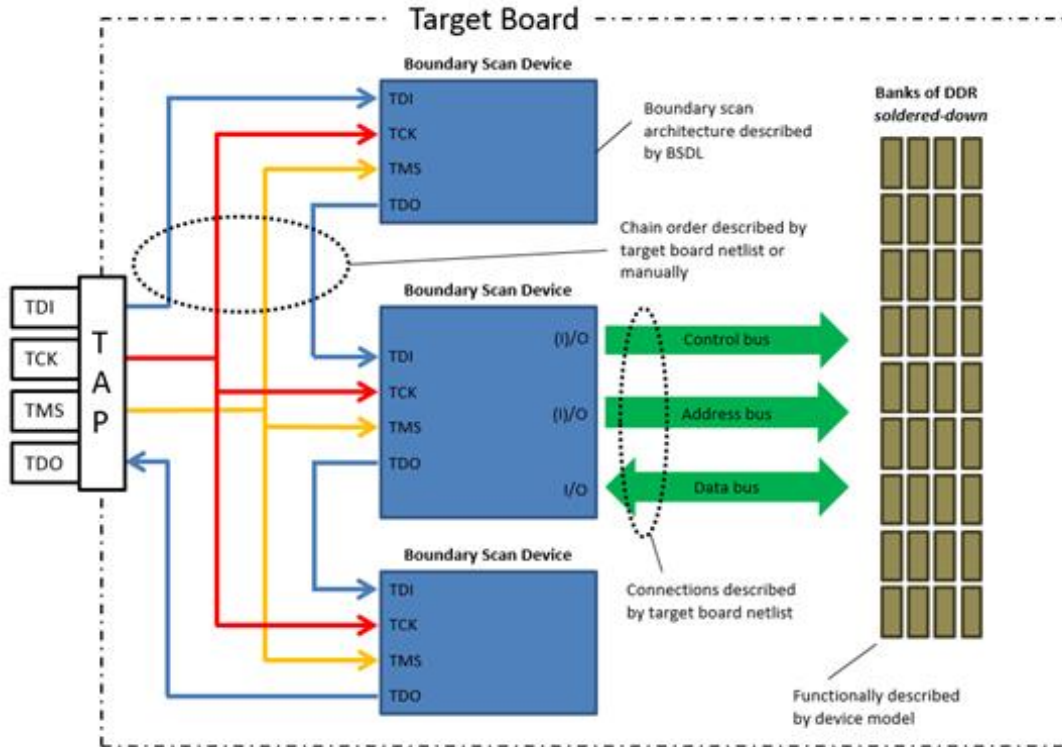 Target Board
Boundary Scan Device
TDI
TCK
TMS
TDO
Boundary scan
architecture described
by BSDL
Banks of DDR
soldered-down
Chain order described by
target board netlist or
manually
TDI
TCK
TMS
TDO
TAP
Boundary Scan Device
TDI
TCK
TMS
TDO
(I)/O
(I)/O
I/O
Control bus
Address bus
Data bus
Boundary Scan Device
TDI
TCK
TMS
TDO
Connections described
by target board netlist
Functionally described
by device model